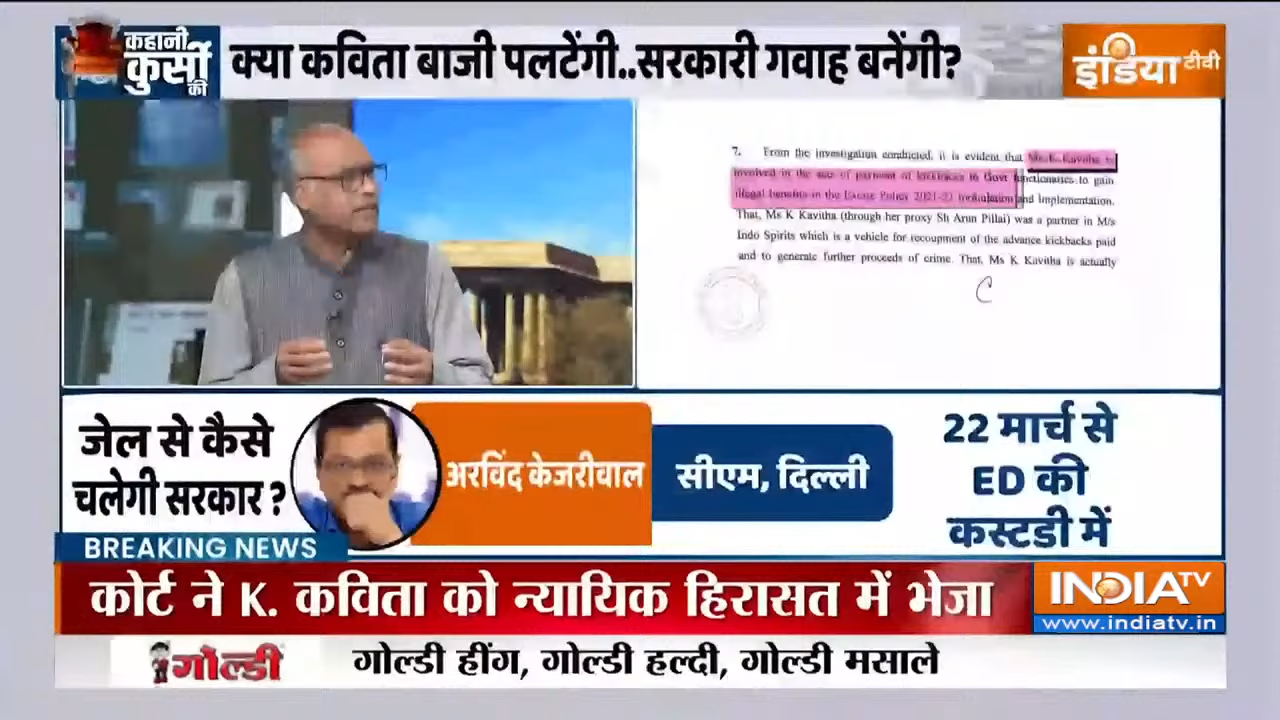 कहानी
कुर्सी
की
क्या कविता बाजी पलटेंगी..सरकारी गवाह बनेंगी?
इंडिया टीवी
7. From the investigation conducted, it is evident that Ms. K. Kavitha is
involved in the use of payment of kickbacks to Govt functionaries to gain
illegal benefits in the Excise Policy 2021-22 formulation and implementation.
That, Ms K Kavitha (through her proxy Sh Arun Pillai) was a partner in M/s
Indo Spirits which is a vehicle for recoupment of the advance kickbacks paid
and to generate further proceeds of crime. That, Ms K Kavitha is actually
जेल से कैसे
चलेगी सरकार ?
अरविंद केजरीवाल
सीएम, दिल्ली
22 मार्च से
ED की
कस्टडी में
BREAKING NEWS
कोर्ट ने K. कविता को न्यायिक हिरासत में भेजा
INDIA TV
www.indiatv.in
गोल्डी
गोल्डी हींग, गोल्डी हल्दी, गोल्डी मसाले